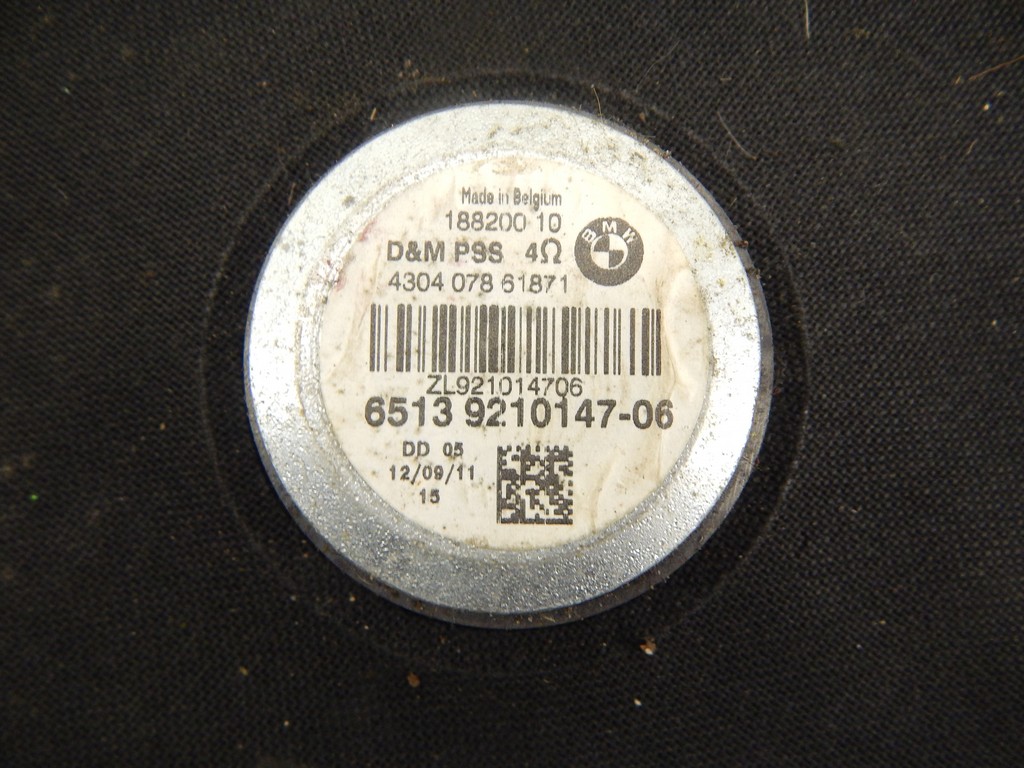 Made in Belgium
188200 10
D&M PSS 4Ω
BMW
4304 078 61871
ZL921014706
6513 9210147-06
DD 05
12/09/11
15